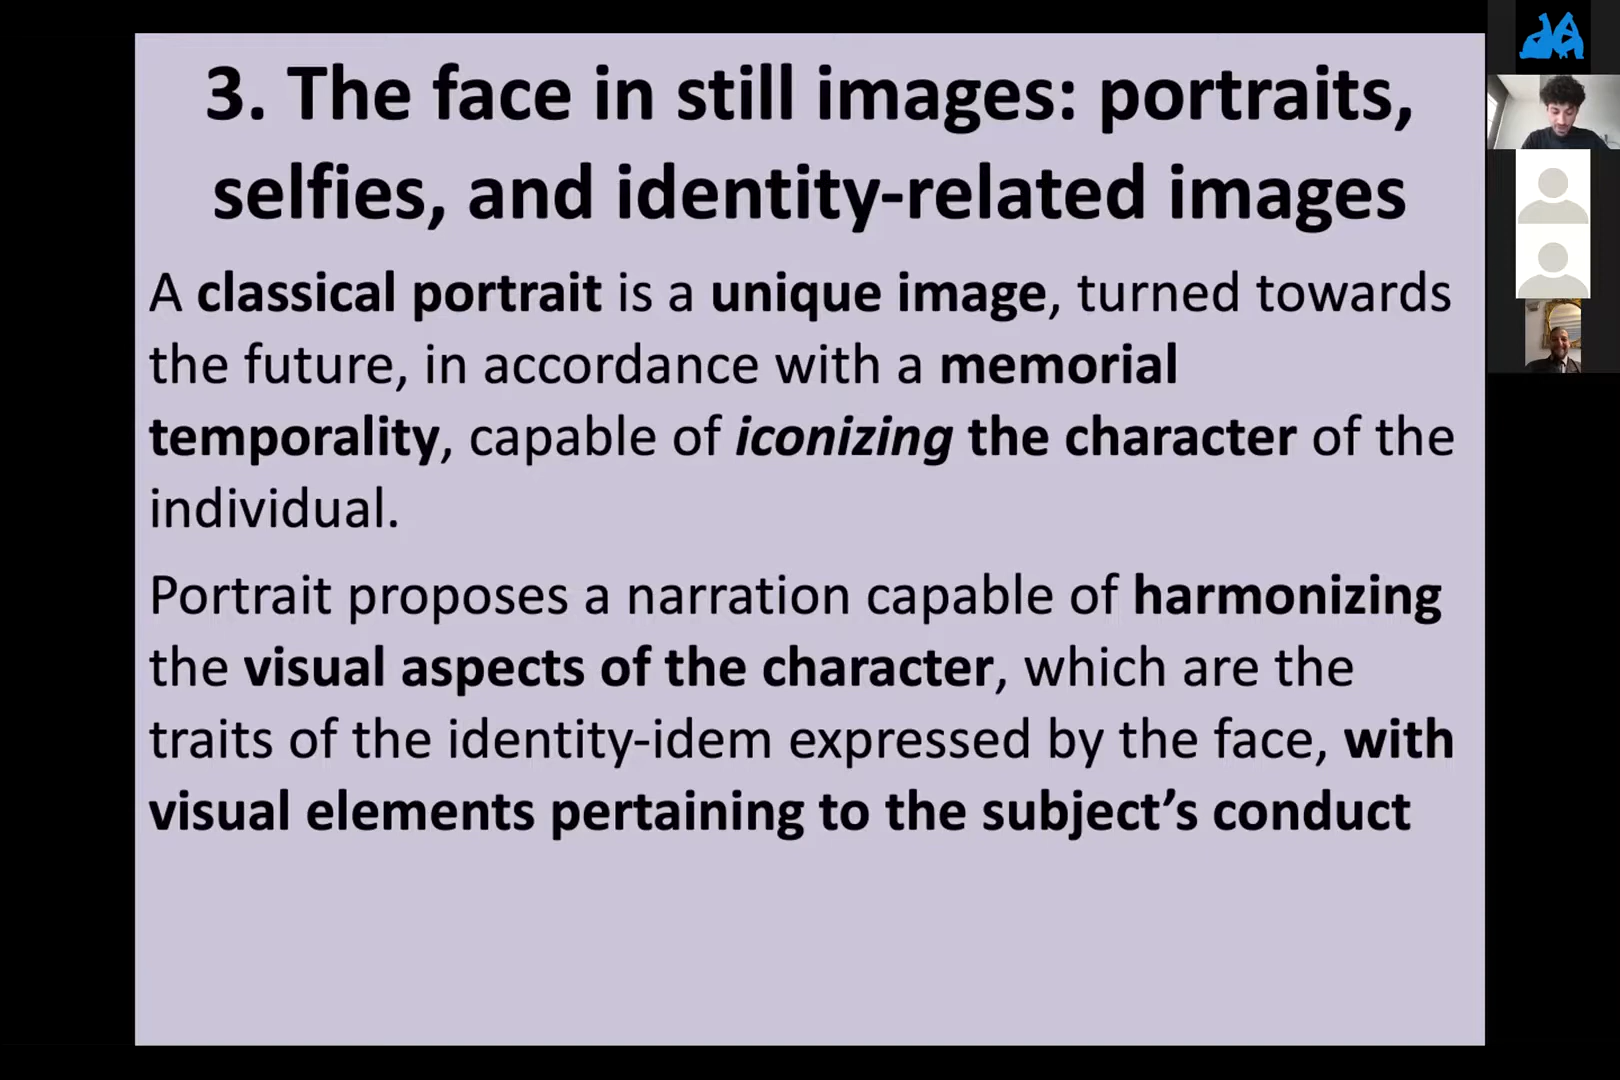 3. The face in still images: portraits,
selfies, and identity-related images
A classical portrait is a unique image, turned towards
the future, in accordance with a memorial
temporality, capable of iconizing the character of the
individual.
Portrait proposes a narration capable of harmonizing
the visual aspects of the character, which are the
traits of the identity-idem expressed by the face, with
visual elements pertaining to the subject’s conduct